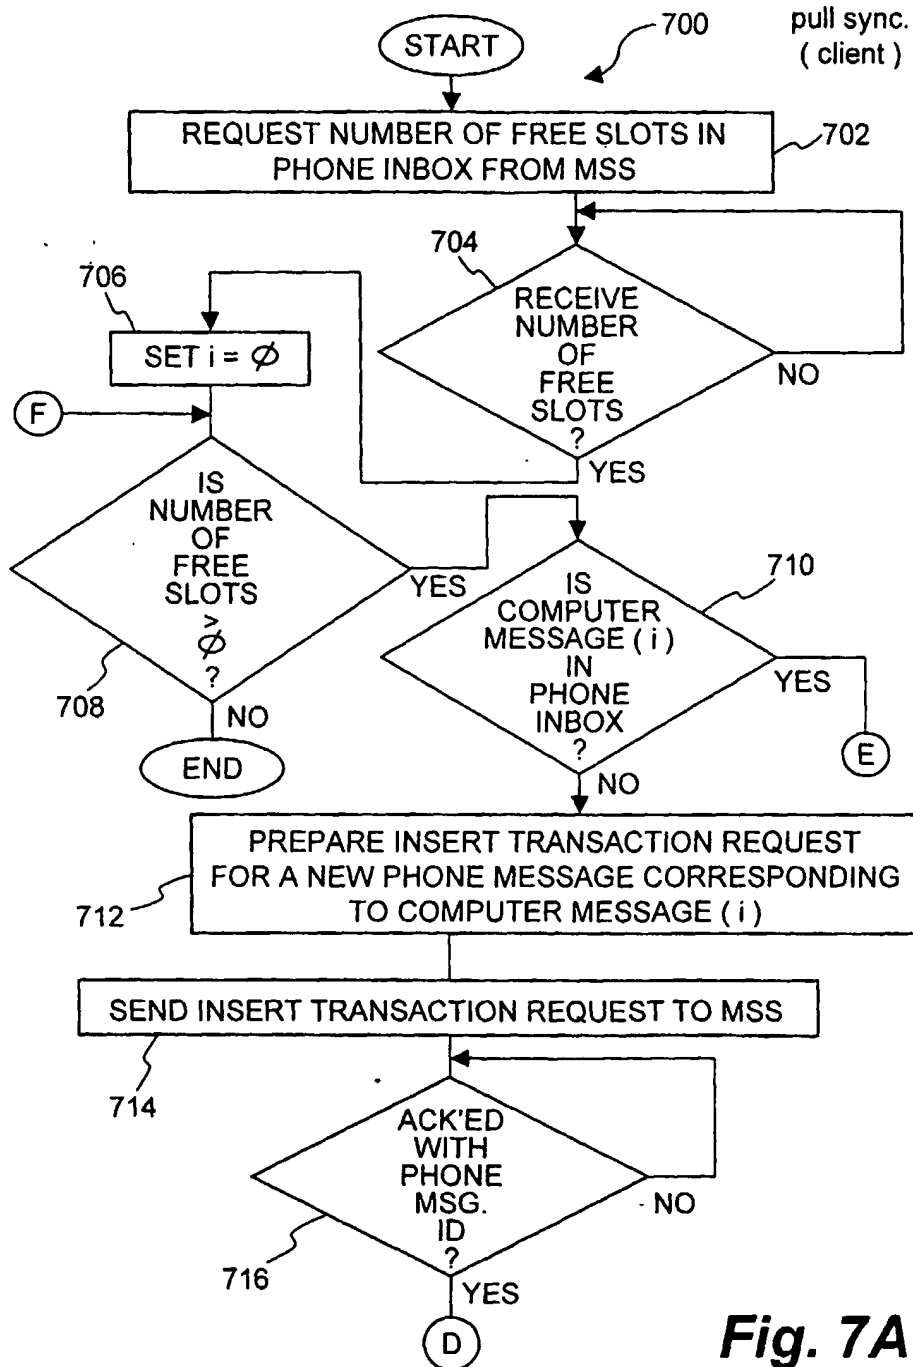 START
700
pull sync.
( client )
REQUEST NUMBER OF FREE SLOTS IN
PHONE INBOX FROM MSS
702
704
RECEIVE
NUMBER
OF
FREE
SLOTS
?
NO
YES
706
SET i = ∅
F
IS
NUMBER
OF
FREE
SLOTS
>
∅
?
YES
708
NO
END
710
IS
COMPUTER
MESSAGE ( i )
IN
PHONE
INBOX
?
YES
E
NO
PREPARE INSERT TRANSACTION REQUEST
FOR A NEW PHONE MESSAGE CORRESPONDING
TO COMPUTER MESSAGE ( i )
712
SEND INSERT TRANSACTION REQUEST TO MSS
714
ACK'ED
WITH
PHONE
MSG.
ID
?
NO
716
YES
D
Fig. 7A